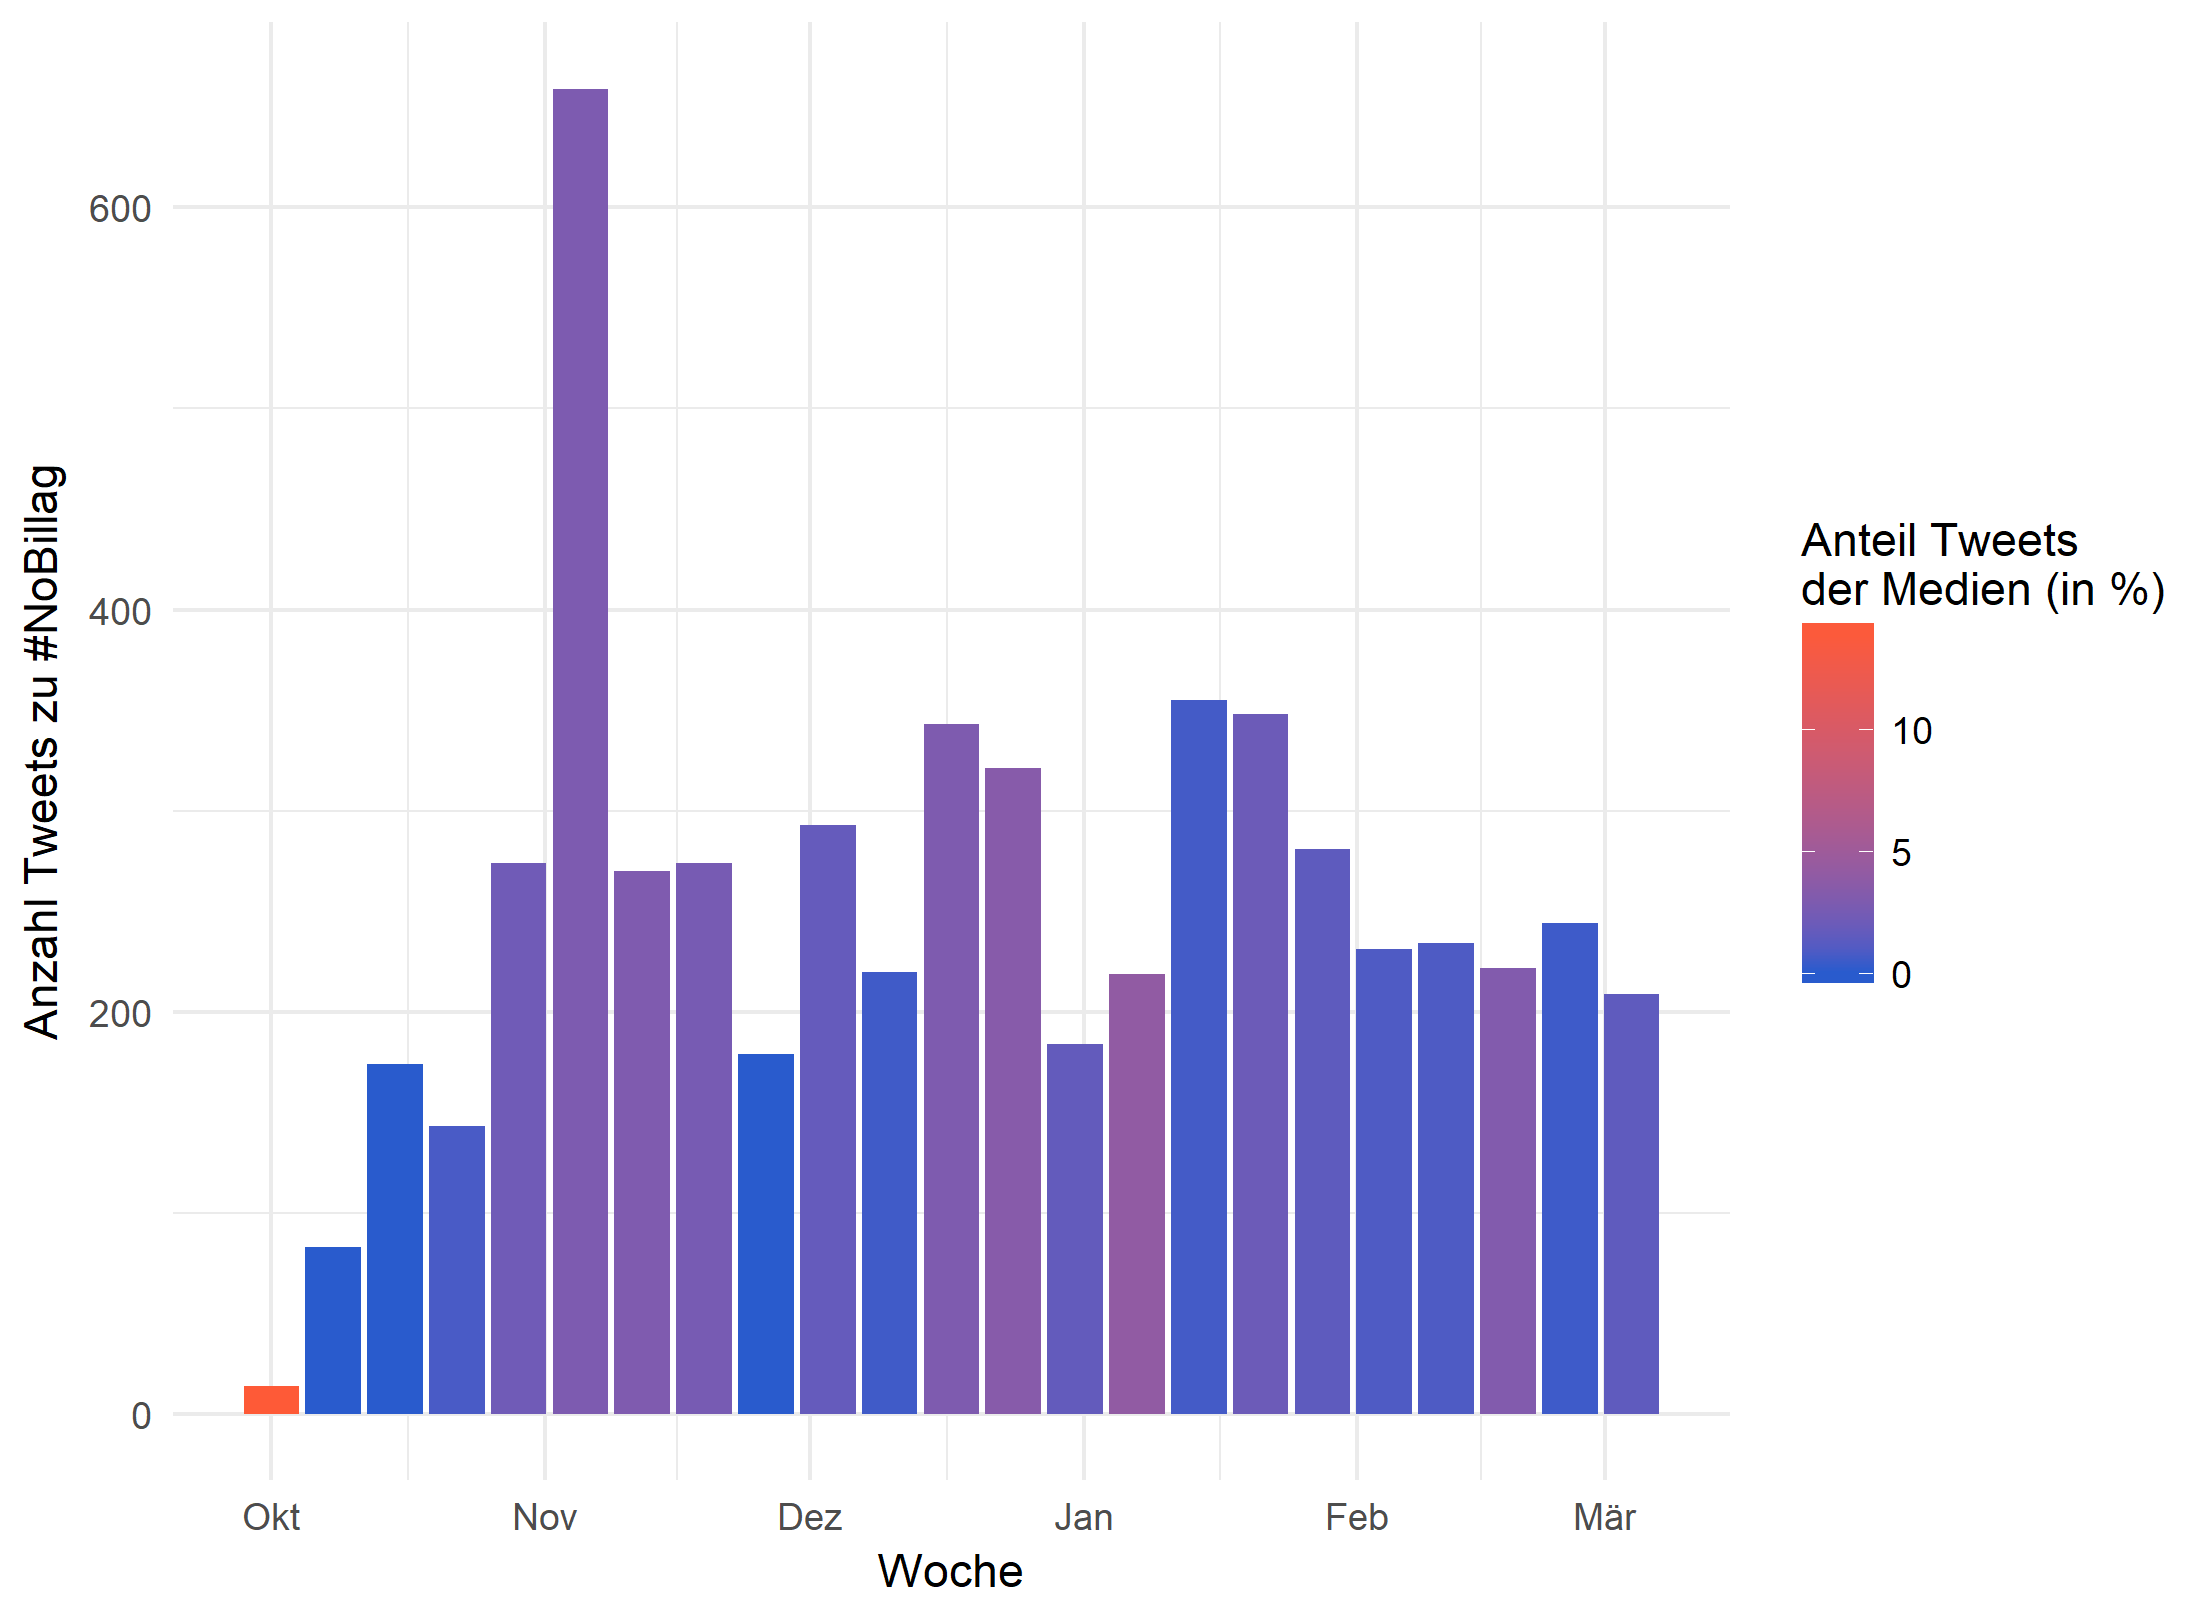 Anzahl Tweets zu #NoBillag
600
400
200
0
Okt Nov Dez Jan Feb Mär
Woche
Anteil Tweets
der Medien (in %)
10
5
0